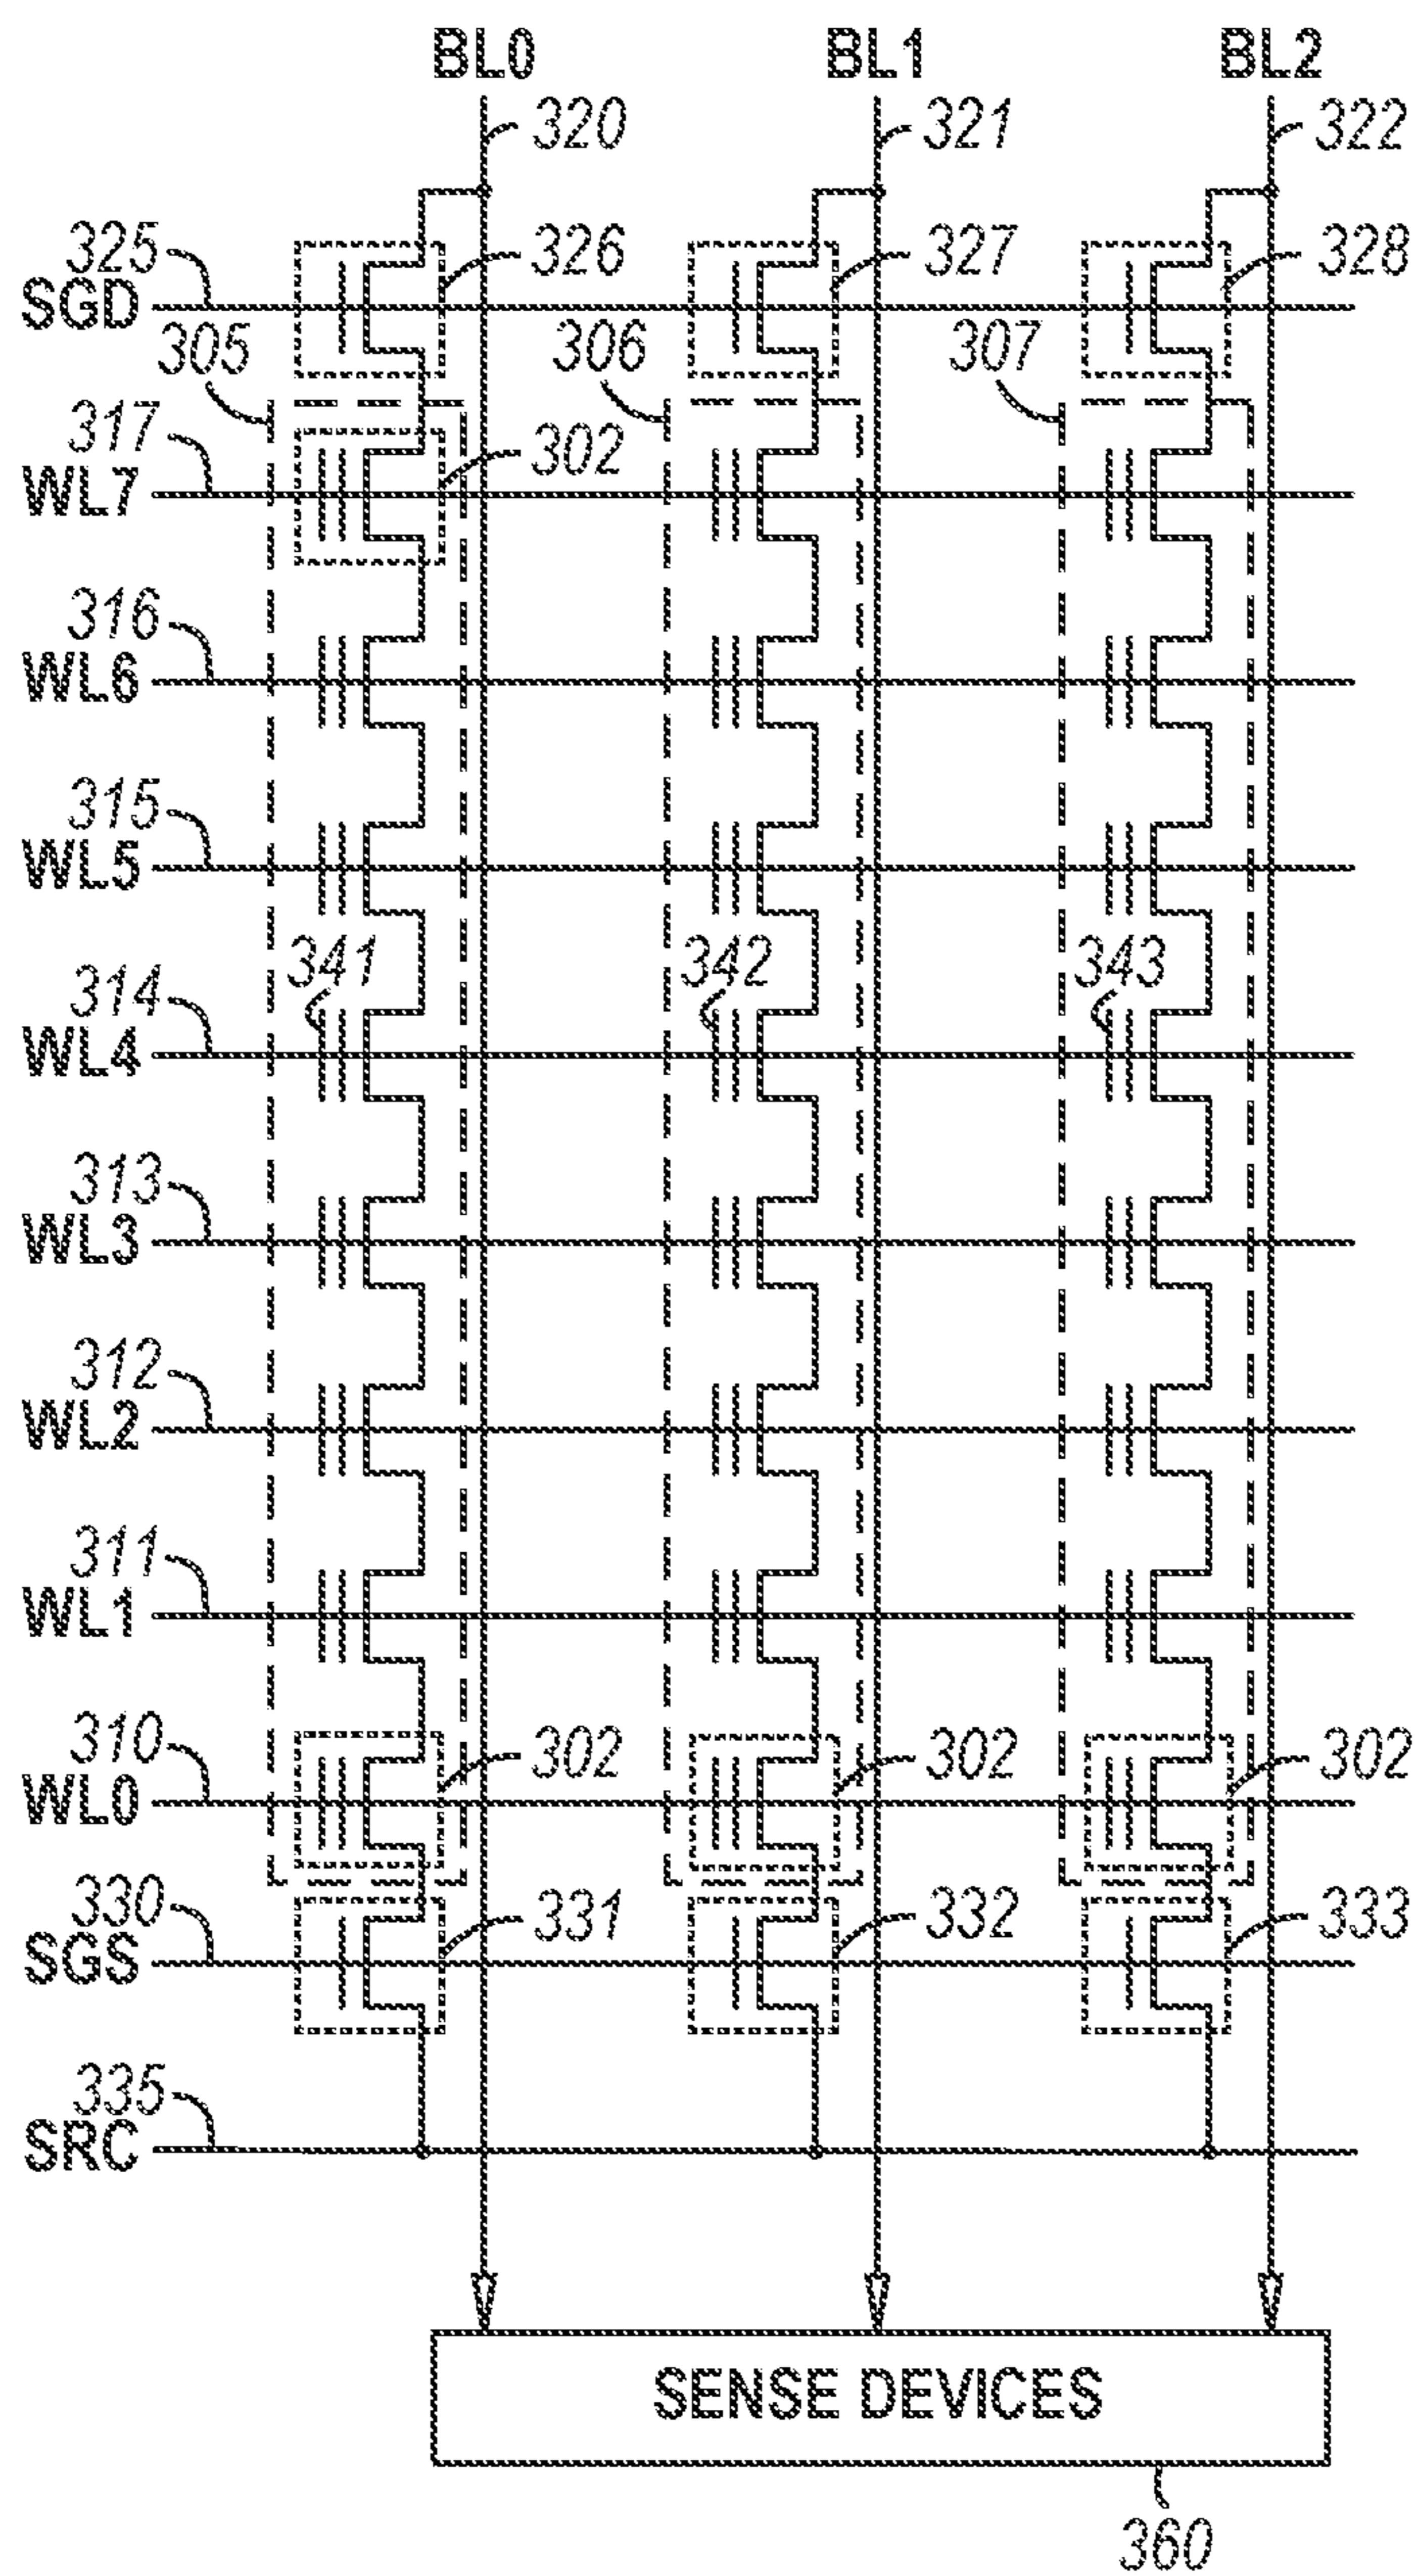 BL0 BL1 BL2
320 321 322
325 326 327 328
SGD
305 306 307
317 302
WL7
316
WL6
315
WL5
341 342 343
314
WL4
313
WL3
312
WL2
311
WL1
310 302 302 302
WL0
330 331 332 333
SGS
335
SRC
SENSE DEVICES
360